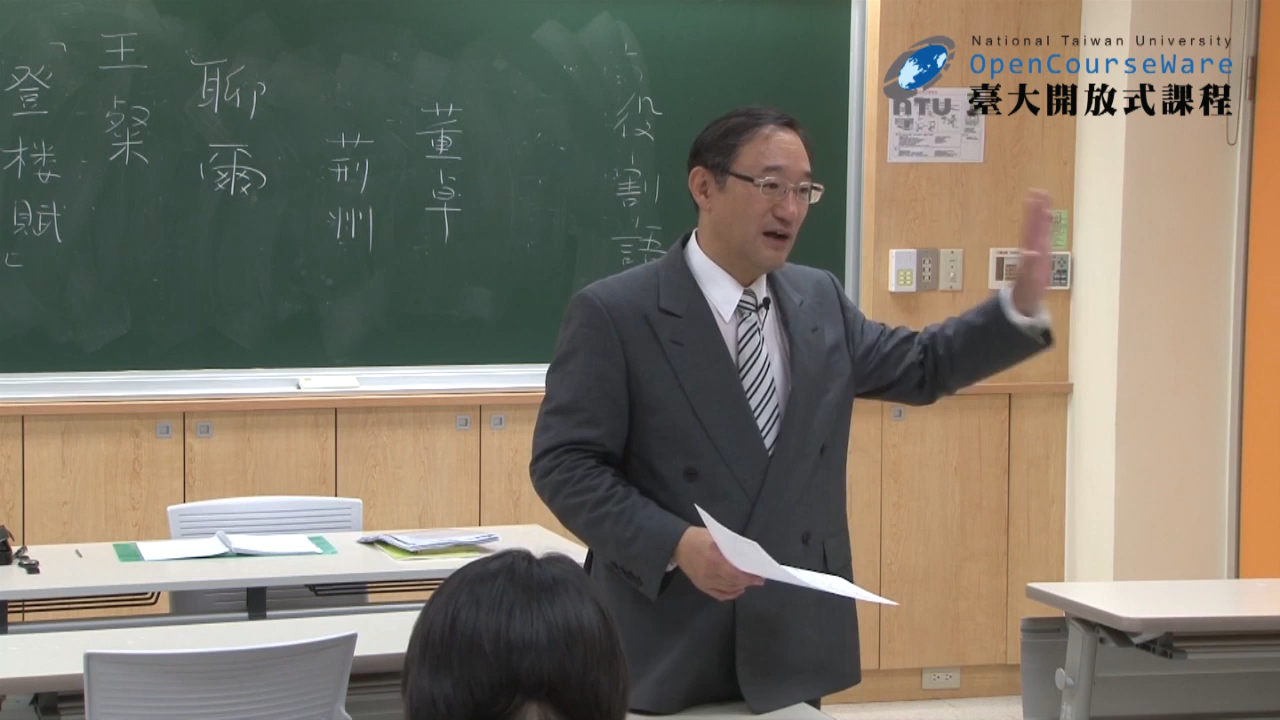 National Taiwan University
OpenCourseWare
臺大開放式課程
NTU
役割語
董卓
荊州
聊爾
王粲
「登楼賦」